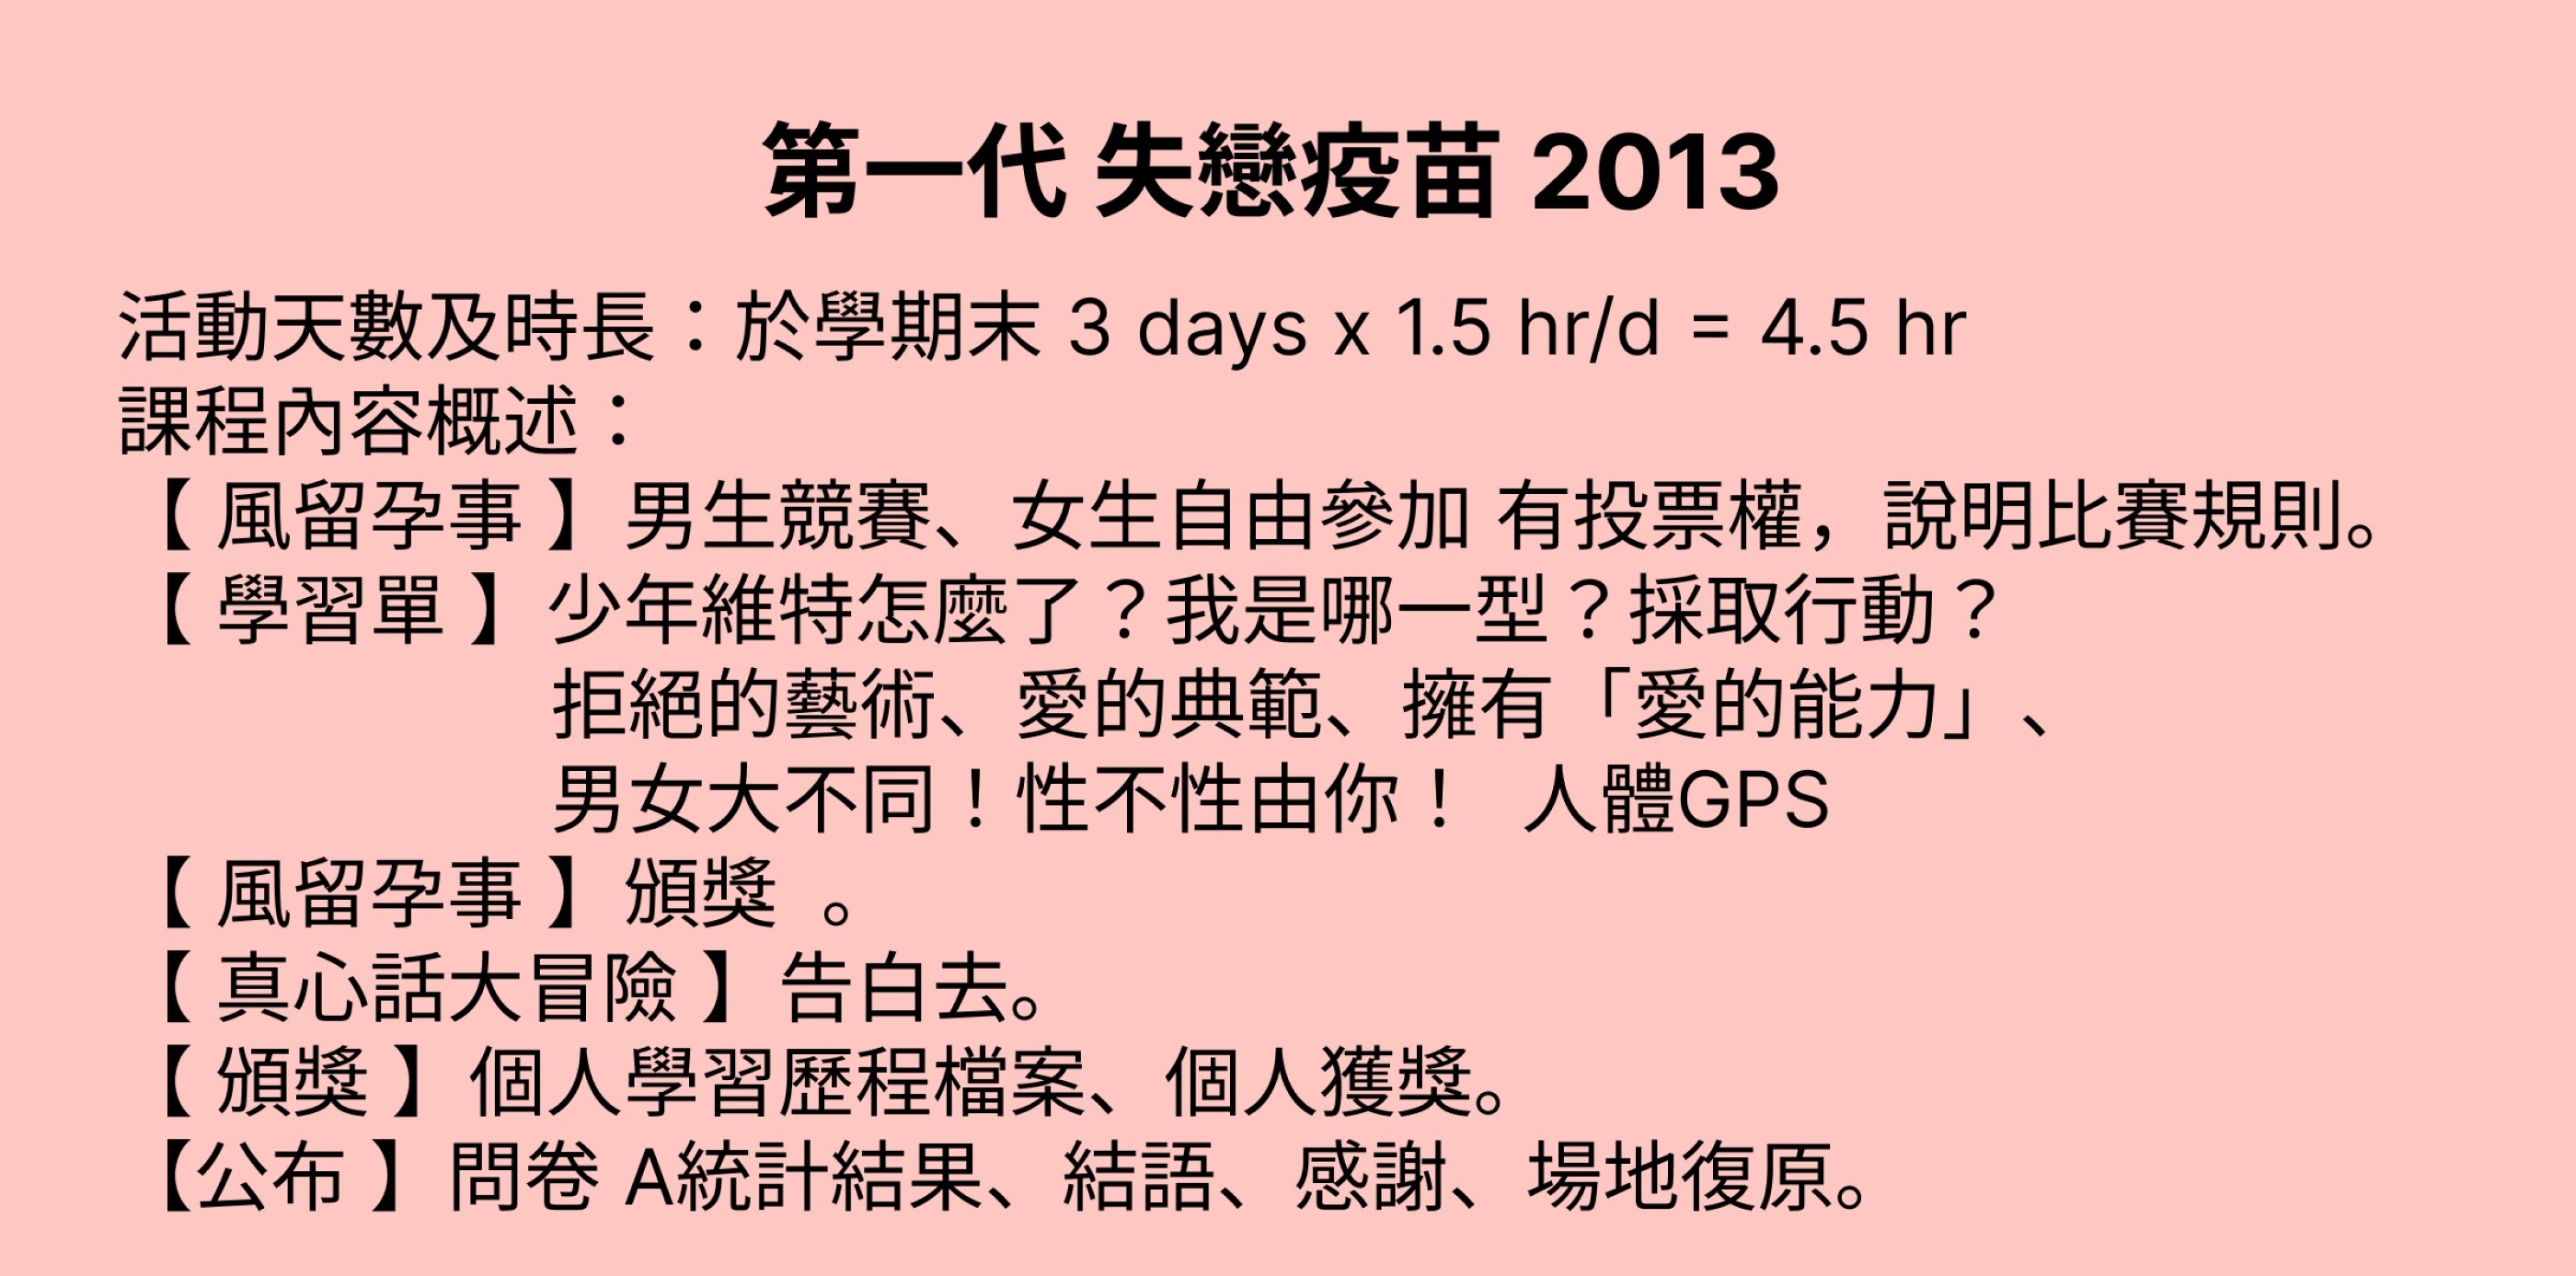 第一代 失戀疫苗 2013
活動天數及時長：於學期末 3 days x 1.5 hr/d = 4.5 hr
課程內容概述：
【 風留孕事 】男生競賽、女生自由參加 有投票權，說明比賽規則。
【 學習單 】少年維特怎麼了？我是哪一型？採取行動？
拒絕的藝術、愛的典範、擁有「愛的能力」、
男女大不同！性不性由你！ 人體GPS
【 風留孕事 】頒獎 。
【 真心話大冒險 】告白去。
【 頒獎 】個人學習歷程檔案、個人獲獎。
【公布 】問卷 A統計結果、結語、感謝、場地復原。